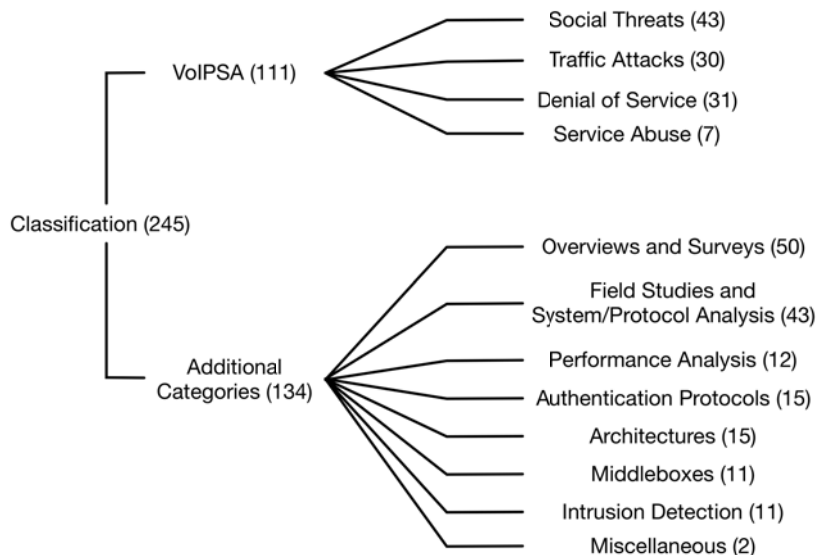 Social Threats (43)
VoIPSA (111)
Traffic Attacks (30)
Denial of Service (31)
Service Abuse (7)
Classification (245)
Overviews and Surveys (50)
Field Studies and
System/Protocol Analysis (43)
Additional
Categories (134)
Performance Analysis (12)
Authentication Protocols (15)
Architectures (15)
Middleboxes (11)
Intrusion Detection (11)
Miscellaneous (2)